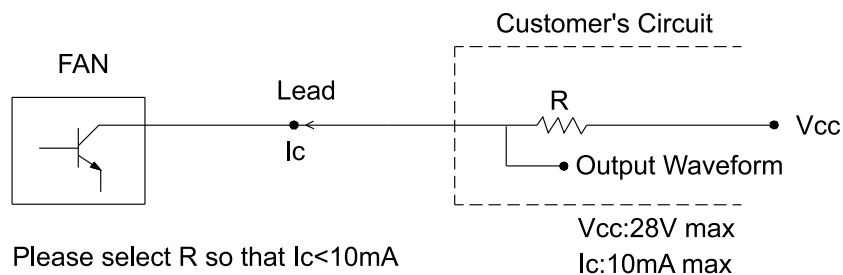 Customer's Circuit
FAN
Lead
R
Vcc
Ic
Output Waveform
Vcc:28V max
Please select R so that Ic<10mA
Ic:10mA max